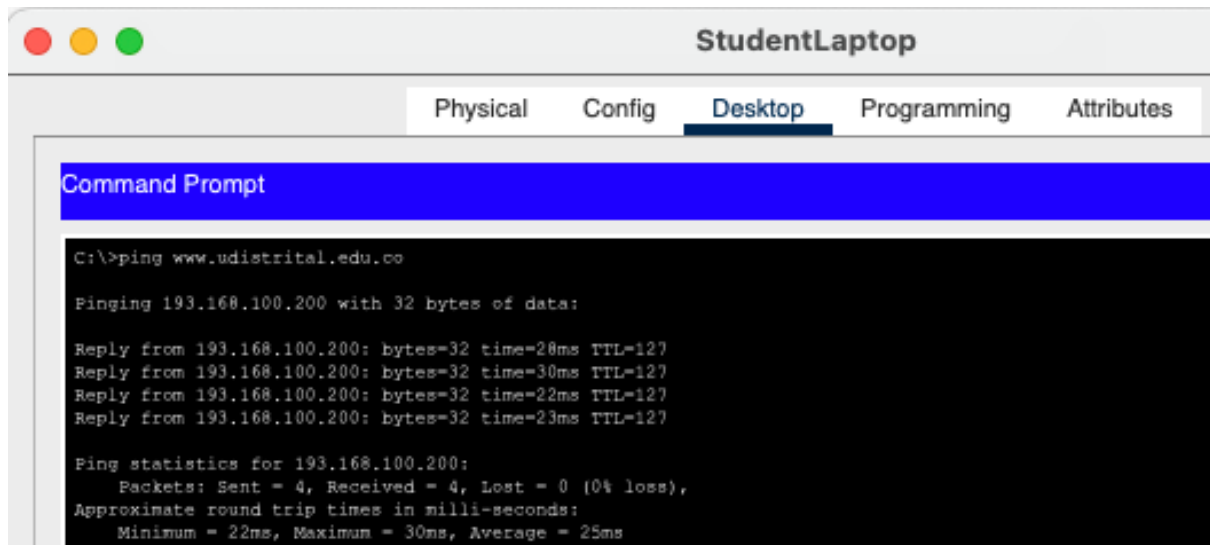 StudentLaptop
Physical Config Desktop Programming Attributes
Command Prompt
C:\>ping www.udistrital.edu.co
Pinging 193.168.100.200 with 32 bytes of data:
Reply from 193.168.100.200: bytes=32 time=28ms TTL=127
Reply from 193.168.100.200: bytes=32 time=30ms TTL=127
Reply from 193.168.100.200: bytes=32 time=22ms TTL=127
Reply from 193.168.100.200: bytes=32 time=23ms TTL=127
Ping statistics for 193.168.100.200:
Packets: Sent = 4, Received = 4, Lost = 0 (0% loss),
Approximate round trip times in milli-seconds:
Minimum = 22ms, Maximum = 30ms, Average = 25ms